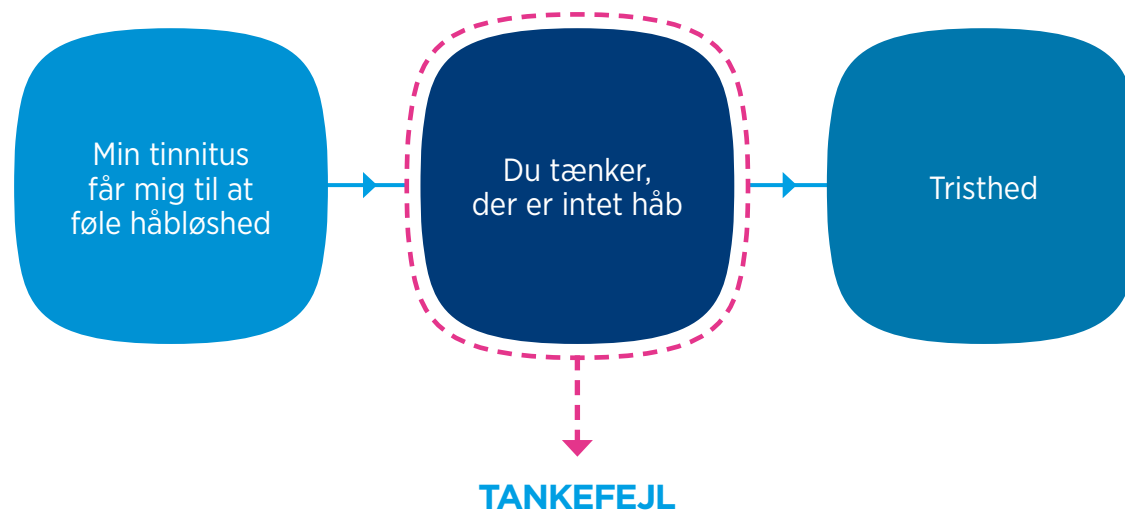 Min tinnitus
får mig til at
føle håbløshed
Du tænker,
der er intet håb
Tristhed
TANKEFEJL